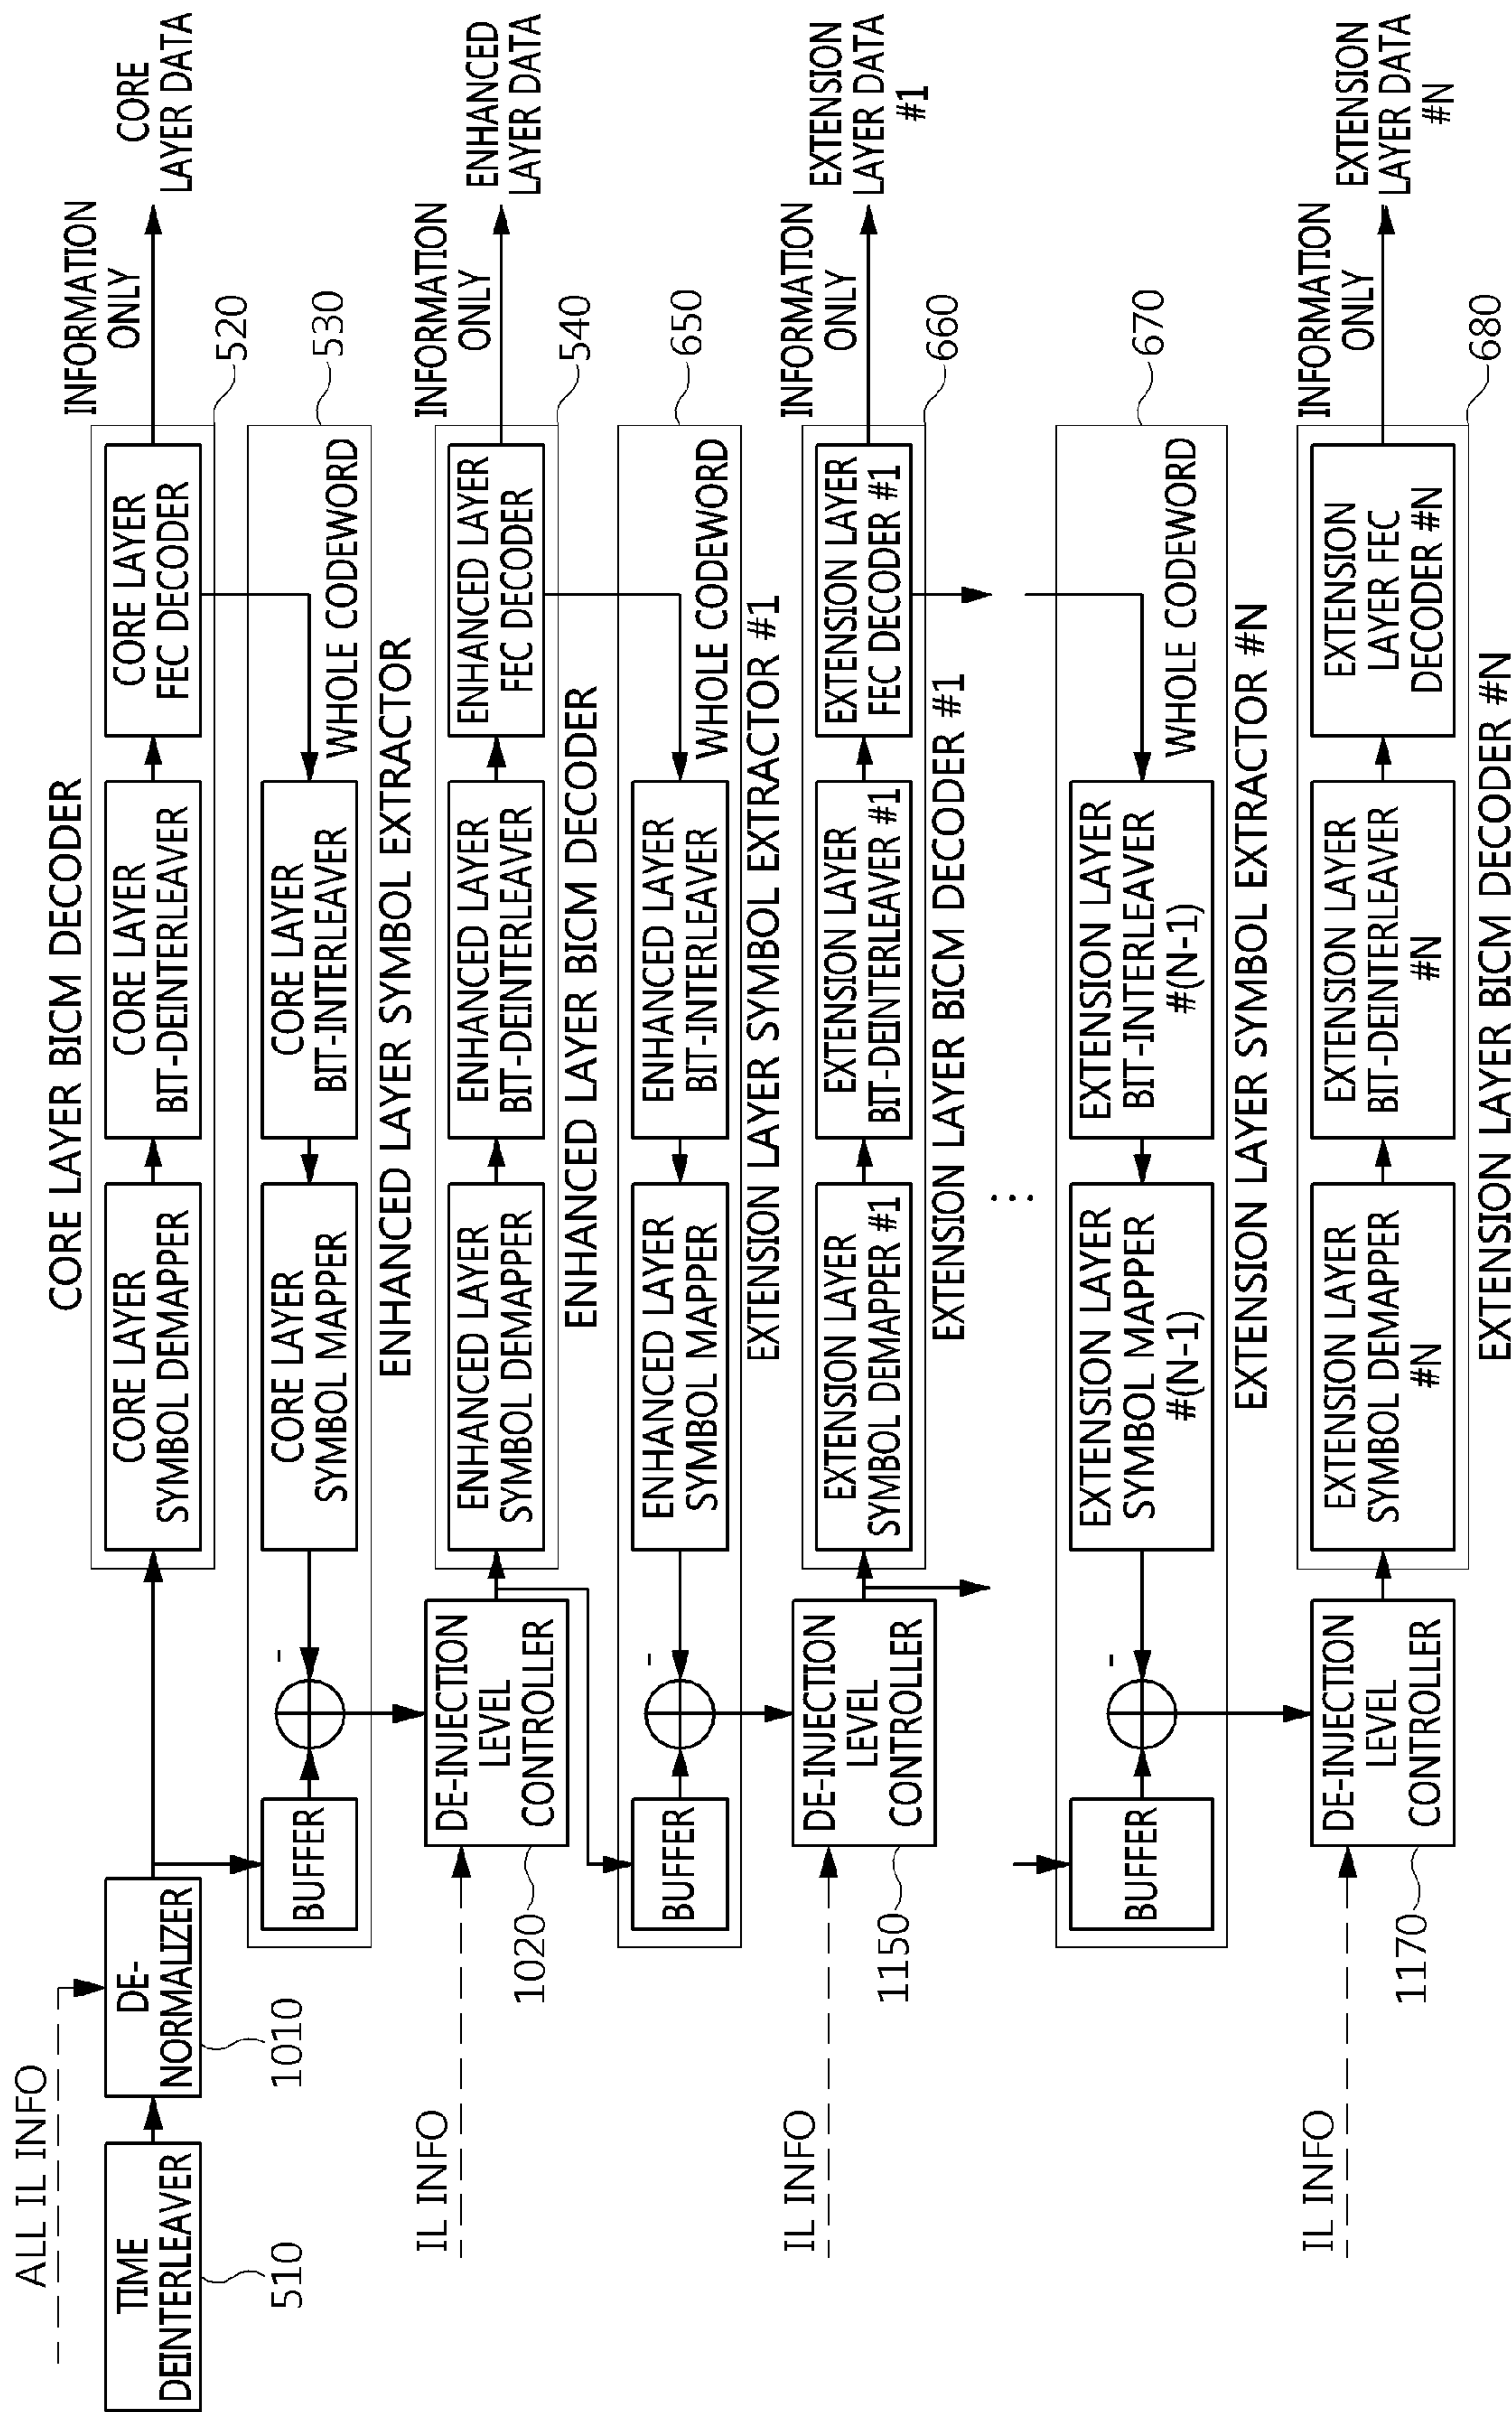 ALL IL INFO
TIME
DEINTERLEAVER
510
DE-
NORMALIZER
1010
CORE LAYER BICM DECODER
CORE LAYER
SYMBOL DEMAPPER
CORE LAYER
BIT-DEINTERLEAVER
CORE LAYER
FEC DECODER
INFORMATION
ONLY
CORE
LAYER DATA
520
BUFFER
-
CORE LAYER
SYMBOL MAPPER
CORE LAYER
BIT-INTERLEAVER
WHOLE CODEWORD
530
ENHANCED LAYER SYMBOL EXTRACTOR
IL INFO
DE-INJECTION
LEVEL
CONTROLLER
1020
ENHANCED LAYER
SYMBOL DEMAPPER
ENHANCED LAYER
BIT-DEINTERLEAVER
ENHANCED LAYER
FEC DECODER
INFORMATION
ONLY
ENHANCED
LAYER DATA
540
ENHANCED LAYER BICM DECODER
BUFFER
-
ENHANCED LAYER
SYMBOL MAPPER
ENHANCED LAYER
BIT-INTERLEAVER
WHOLE CODEWORD
650
EXTENSION LAYER SYMBOL EXTRACTOR #1
IL INFO
DE-INJECTION
LEVEL
CONTROLLER
1150
EXTENSION LAYER
SYMBOL DEMAPPER #1
EXTENSION LAYER
BIT-DEINTERLEAVER #1
EXTENSION LAYER
FEC DECODER #1
INFORMATION
ONLY
EXTENSION
LAYER DATA
#1
660
EXTENSION LAYER BICM DECODER #1
...
BUFFER
-
EXTENSION LAYER
SYMBOL MAPPER
#(N-1)
EXTENSION LAYER
BIT-INTERLEAVER
#(N-1)
WHOLE CODEWORD
670
EXTENSION LAYER SYMBOL EXTRACTOR #N
IL INFO
DE-INJECTION
LEVEL
CONTROLLER
1170
EXTENSION LAYER
SYMBOL DEMAPPER
#N
EXTENSION LAYER
BIT-DEINTERLEAVER
#N
EXTENSION
LAYER FEC
DECODER #N
INFORMATION
ONLY
EXTENSION
LAYER DATA
#N
680
EXTENSION LAYER BICM DECODER #N